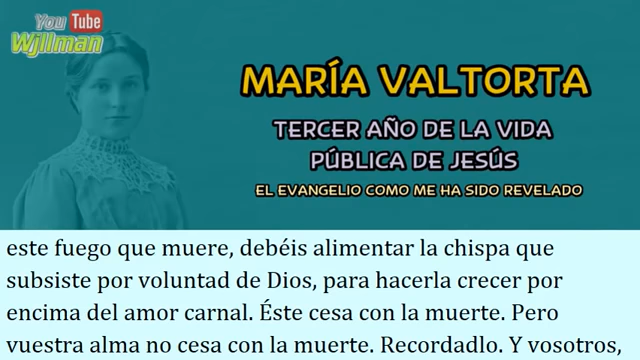 You Tube
Wjllman
MARÍA VALTORTA
TERCER AÑO DE LA VIDA
PÚBLICA DE JESÚS
EL EVANGELIO COMO ME HA SIDO REVELADO
este fuego que muere, debéis alimentar la chispa que
subsiste por voluntad de Dios, para hacerla crecer por
encima del amor carnal. Éste cesa con la muerte. Pero
vuestra alma no cesa con la muerte. Recordadlo. Y vosotros,